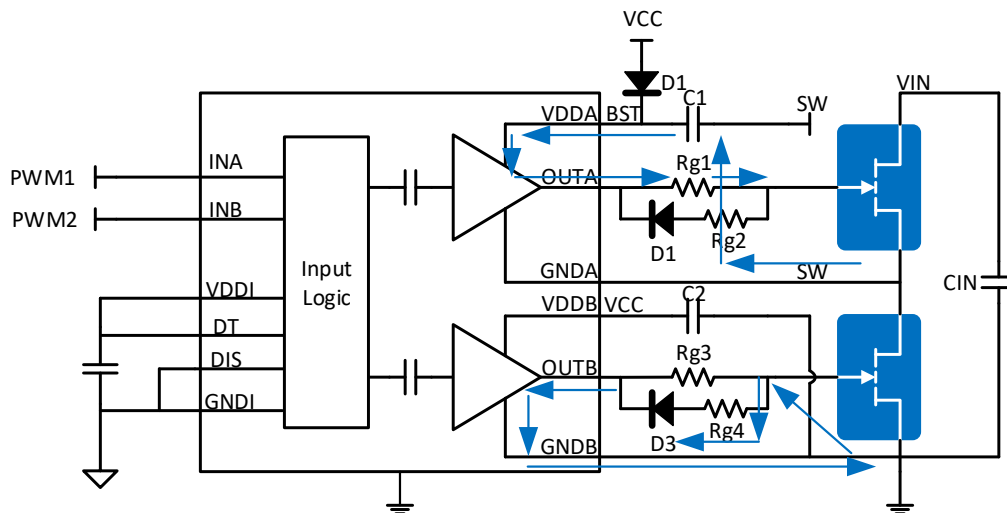 VCC
D1
VIN
C1
SW
VDDA
BST
INA
Rg1
OUTA
PWM1
INB
PWM2
D1
Rg2
Input
Logic
GNDA
SW
VDDI
VDDB
VCC
C2
CIN
DT
Rg3
DIS
OUTB
GNDI
D3
Rg4
GNDB